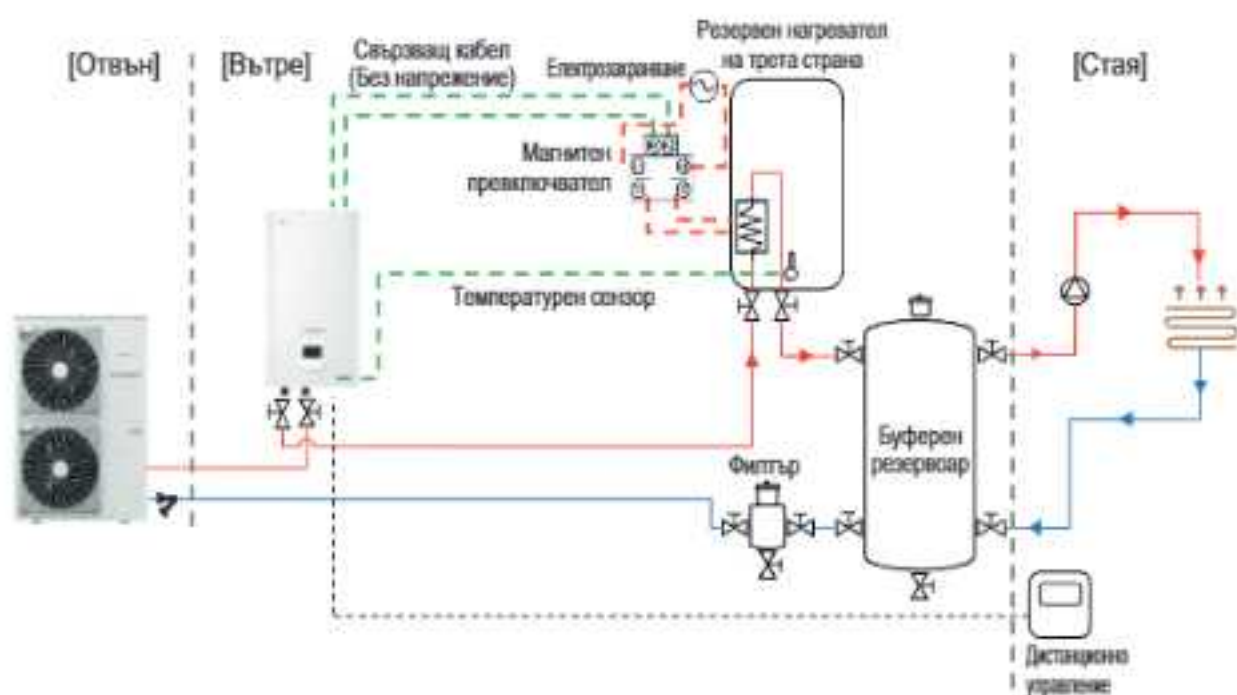 [Отвън]
[Вътре]
Свързващ кабел
(Без напрежение)
Електрозахранване
Резервен нагревател
на трета страна
[Стая]
Магнитен
превключвател
Температурен сензор
Филтър
Буферен
резервоар
Дистанционно
управление